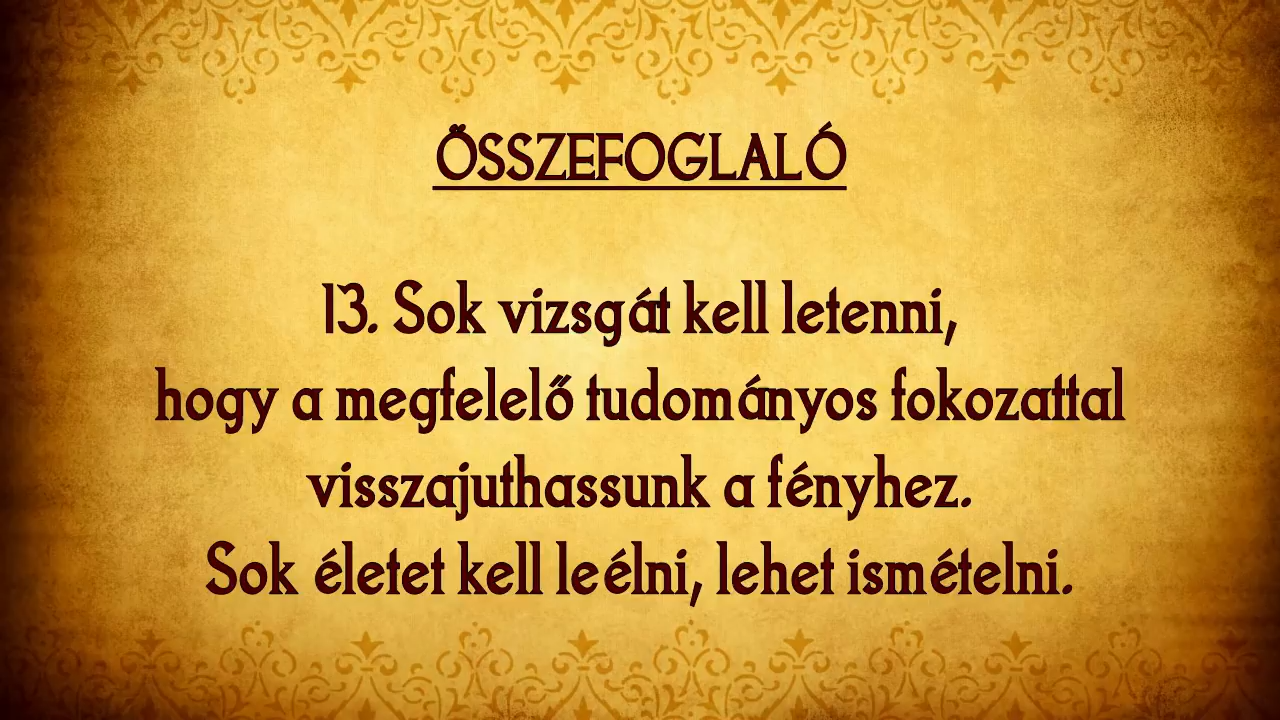 ÖSSZEFOGLALÓ
13. Sok vizsgát kell letenni,
hogy a megfelelő tudományos fokozattal
visszajuthassunk a fényhez.
Sok életet kell leélni, lehet ismételni.